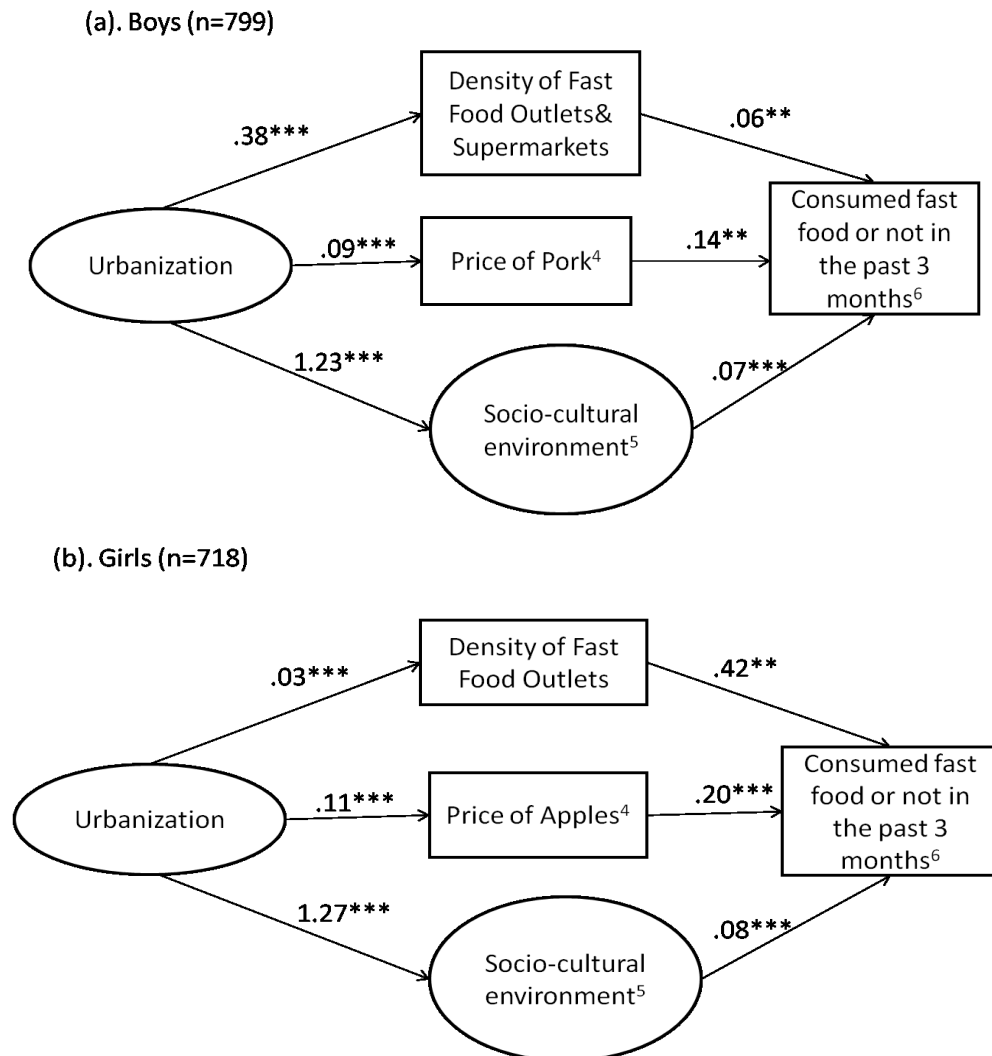 (a). Boys (n=799)
Density of Fast
Food Outlets&
Supermarkets
.38***
.06**
Urbanization
.09***
Price of Pork⁴
.14**
Consumed fast
food or not in
the past 3
months⁶
1.23***
.07***
Socio-cultural
environment⁵
(b). Girls (n=718)
Density of Fast
Food Outlets
.03***
.42**
Urbanization
.11***
Price of Apples⁴
.20***
Consumed fast
food or not in
the past 3
months⁶
1.27***
.08***
Socio-cultural
environment⁵